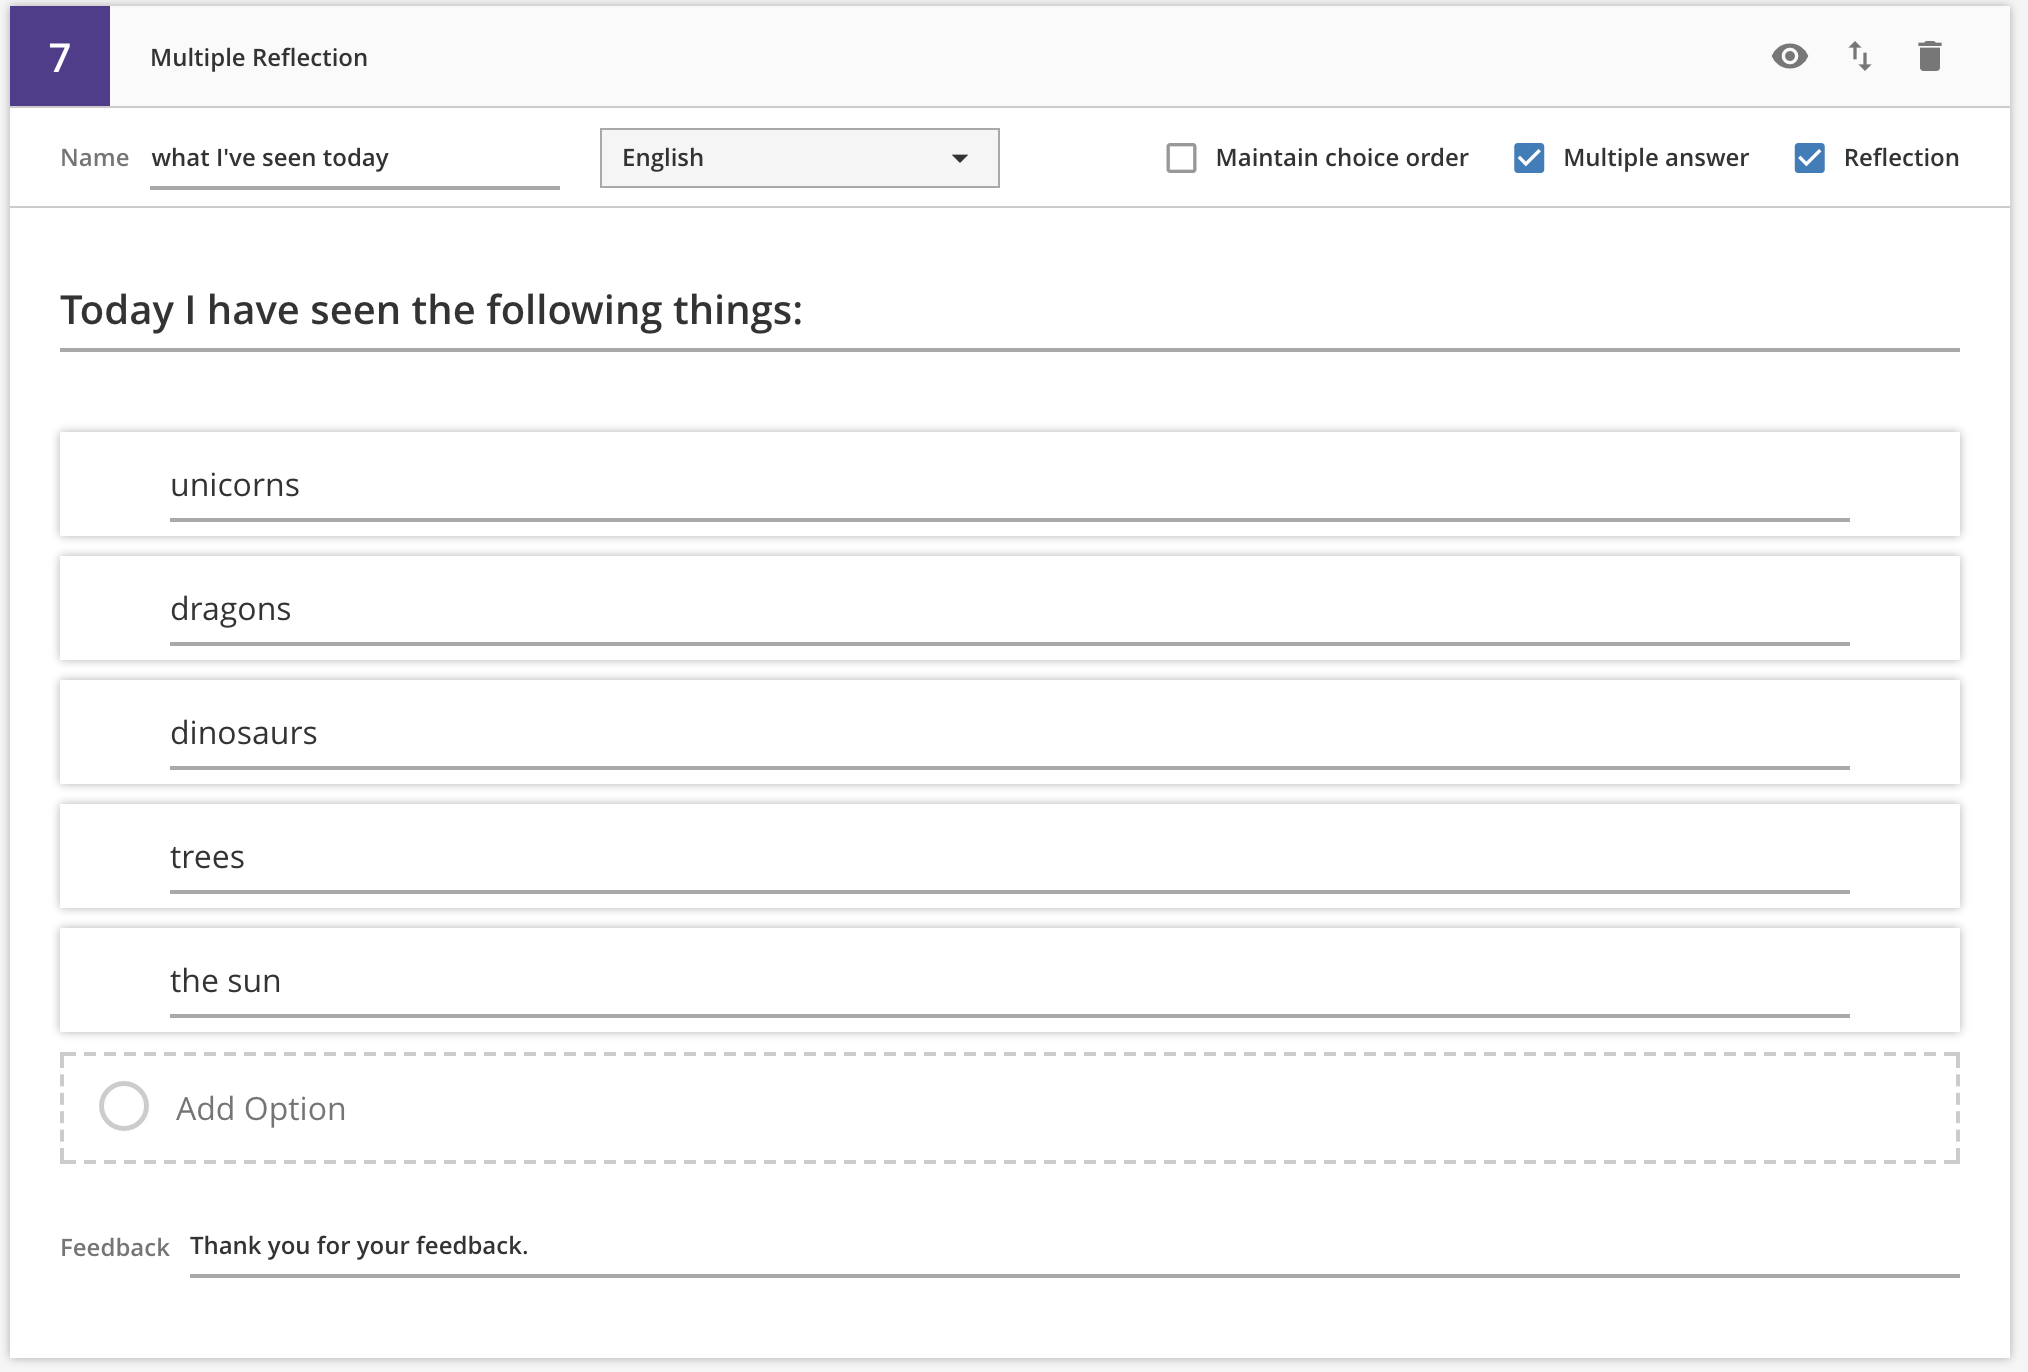 7 Multiple Reflection
Name what I've seen today English Maintain choice order Multiple answer Reflection
Today I have seen the following things:
unicorns
dragons
dinosaurs
trees
the sun
Add Option
Feedback Thank you for your feedback.